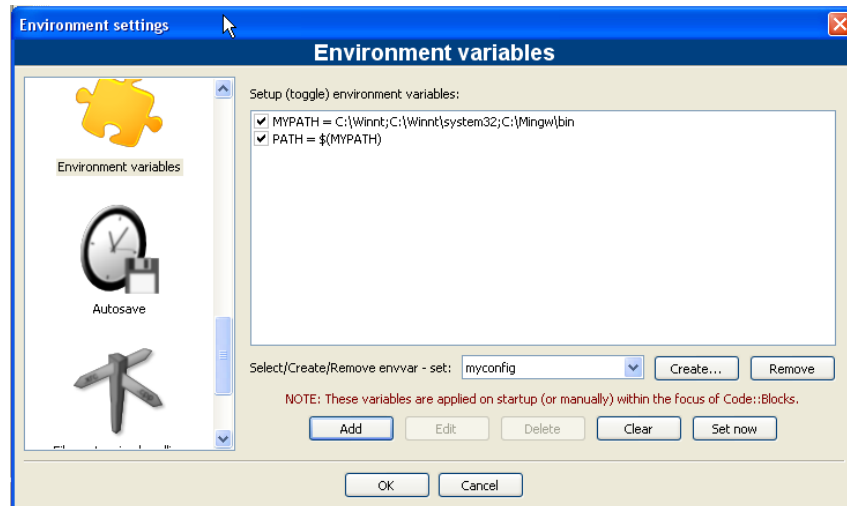 Environment settings
Environment variables
Environment variables
Autosave
Setup (toggle) environment variables:
MYPATH = C:\Winnt;C:\Winnt\system32;C:\Mingw\bin
PATH = $(MYPATH)
Select/Create/Remove envvar - set: myconfig Create... Remove
NOTE: These variables are applied on startup (or manually) within the focus of Code::Blocks.
Add Edit Delete Clear Set now
OK Cancel